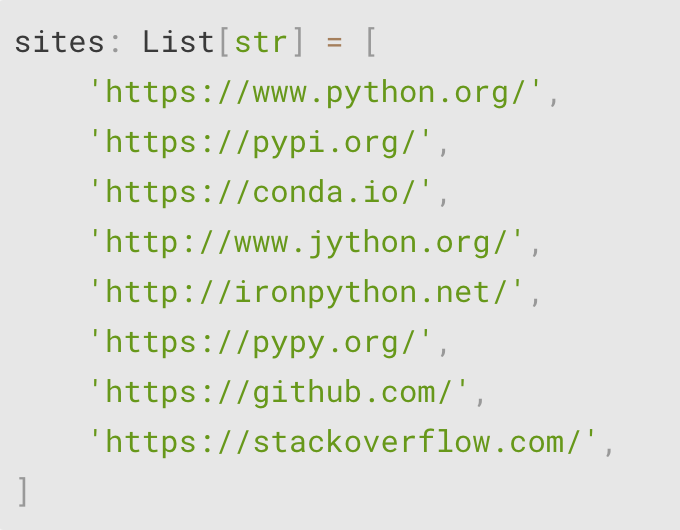 sites: List[str] = [
    'https://www.python.org/',
    'https://pypi.org/',
    'https://conda.io/',
    'http://www.jython.org/',
    'http://ironpython.net/',
    'https://pypy.org/',
    'https://github.com/',
    'https://stackoverflow.com/',
]